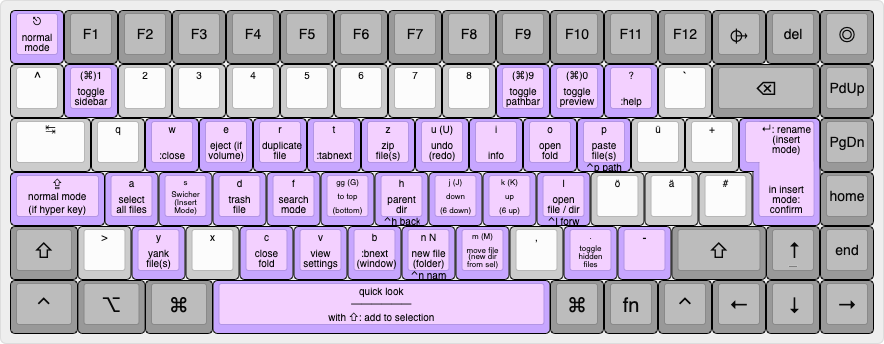 ⎋
normal
mode
F1
F2
F3
F4
F5
F6
F7
F8
F9
F10
F11
F12
del
◎
^
(⌘)1
toggle
sidebar
2
3
4
5
6
7
8
(⌘)9
toggle
pathbar
(⌘)0
toggle
preview
?
:help
`
⌫
PdUp
↹
q
w
:close
e
eject (if
volume)
r
duplicate
file
t
:tabnext
z
zip
file(s)
u (U)
undo
(redo)
i
info
o
open
fold
p
paste
file(s)
^p path
ü
+
↵: rename
(insert
mode)
in insert
mode:
confirm
PgDn
⇪
normal mode
(if hyper key)
a
select
all files
s
Swicher
(Insert
Mode)
d
trash
file
f
search
mode
gg (G)
to top
(bottom)
h
parent
dir
^h back
j (J)
down
(6 down)
k (K)
up
(6 up)
l
open
file / dir
^l forw
ö
ä
#
home
⇧
>
y
yank
file(s)
x
c
close
fold
v
view
settings
b
:bnext
(window)
n N
new file
(folder)
^n nam
m (M)
move file
(new dir
from sel)
,
.
toggle
hidden
files
-
⇧
↑
end
^
⌥
⌘
quick look
with ⇧: add to selection
⌘
fn
^
←
↓
→